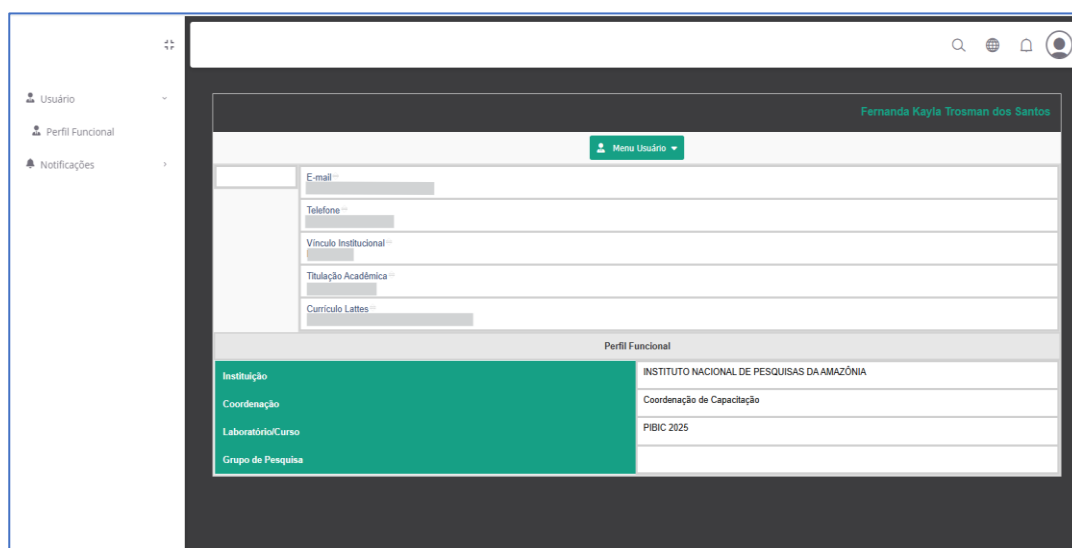 Usuário
Perfil Funcional
Notificações
Fernanda Kayla Trosman dos Santos
Menu Usuário
E-mail
Telefone
Vínculo Institucional
Titulação Acadêmica
Currículo Lattes
Perfil Funcional
Instituição
INSTITUTO NACIONAL DE PESQUISAS DA AMAZÔNIA
Coordenação
Coordenação de Capacitação
Laboratório/Curso
PIBIC 2025
Grupo de Pesquisa